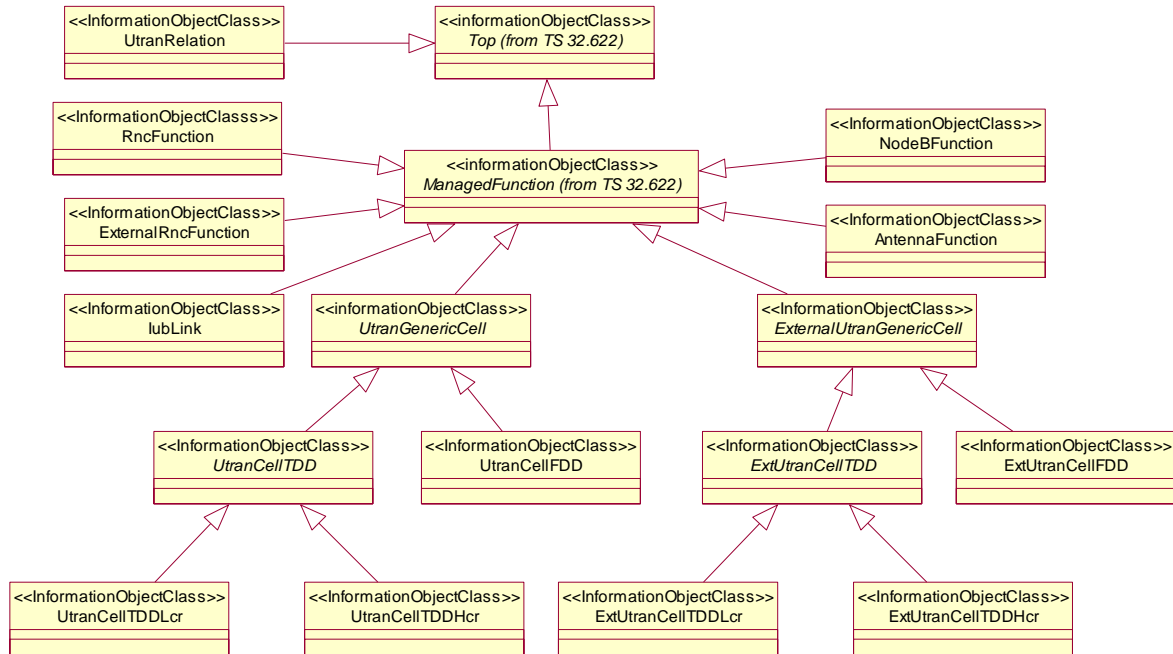 <<InformationObjectClass>>
UtranRelation
<<informationObjectClass>>
Top (from TS 32.622)
<<InformationObjectClasss>>
RncFunction
<<InformationObjectClass>>
NodeBFunction
<<informationObjectClass>>
ManagedFunction (from TS 32.622)
<<InformationObjectClass>>
ExternalRncFunction
<<InformationObjectClass>>
AntennaFunction
<<InformationObjectClass>>
IubLink
<<informationObjectClass>>
UtranGenericCell
<<InformationObjectClass>>
ExternalUtranGenericCell
<<InformationObjectClass>>
UtranCellTDD
<<InformationObjectClass>>
UtranCellFDD
<<InformationObjectClass>>
ExtUtranCellTDD
<<InformationObjectClass>>
ExtUtranCellFDD
<<InformationObjectClass>>
UtranCellTDDLcr
<<InformationObjectClass>>
UtranCellTDDHcr
<<InformationObjectClass>>
ExtUtranCellTDDLcr
<<InformationObjectClass>>
ExtUtranCellTDDHcr